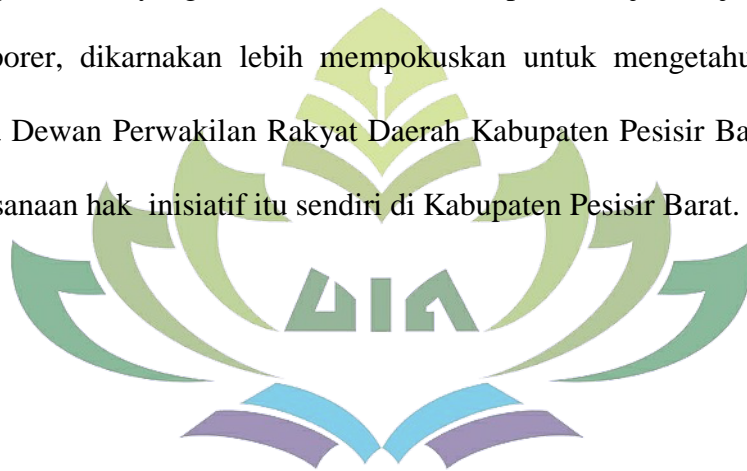 porer, dikarnakan lebih mempokuskan untuk mengetahu
Dewan Perwakilan Rakyat Daerah Kabupaten Pesisir Ba
sanaan hak inisiatif itu sendiri di Kabupaten Pesisir Barat.
UIN